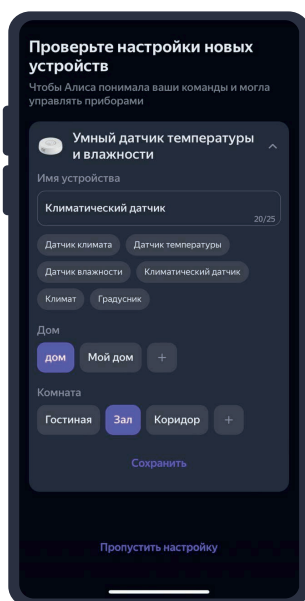 Проверьте настройки новых
устройств
Чтобы Алиса понимала ваши команды и могла
управлять приборами
Умный датчик температуры
и влажности
Имя устройства
Климатический датчик
20/25
Датчик климата Датчик температуры
Датчик влажности Климатический датчик
Климат Градусник
Дом
дом Мой дом +
Комната
Гостиная Зал Коридор +
Сохранить
Пропустить настройку